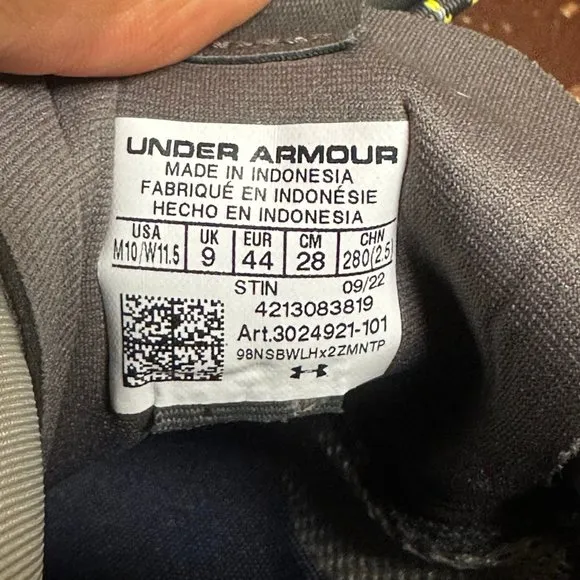 UNDER ARMOUR
MADE IN INDONESIA
FABRIQUÉ EN INDONÉSIE
HECHO EN INDONESIA
USA UK EUR CM CHN
M10/W11.5 9 44 28 280(2.5)
STIN 09/22
4213083819
Art.3024921-101
98NSBWLHx2ZMNTP